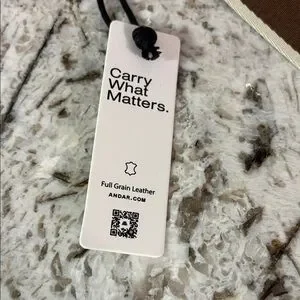 Carry
What
Matters.
Full Grain Leather
ANDAR.COM